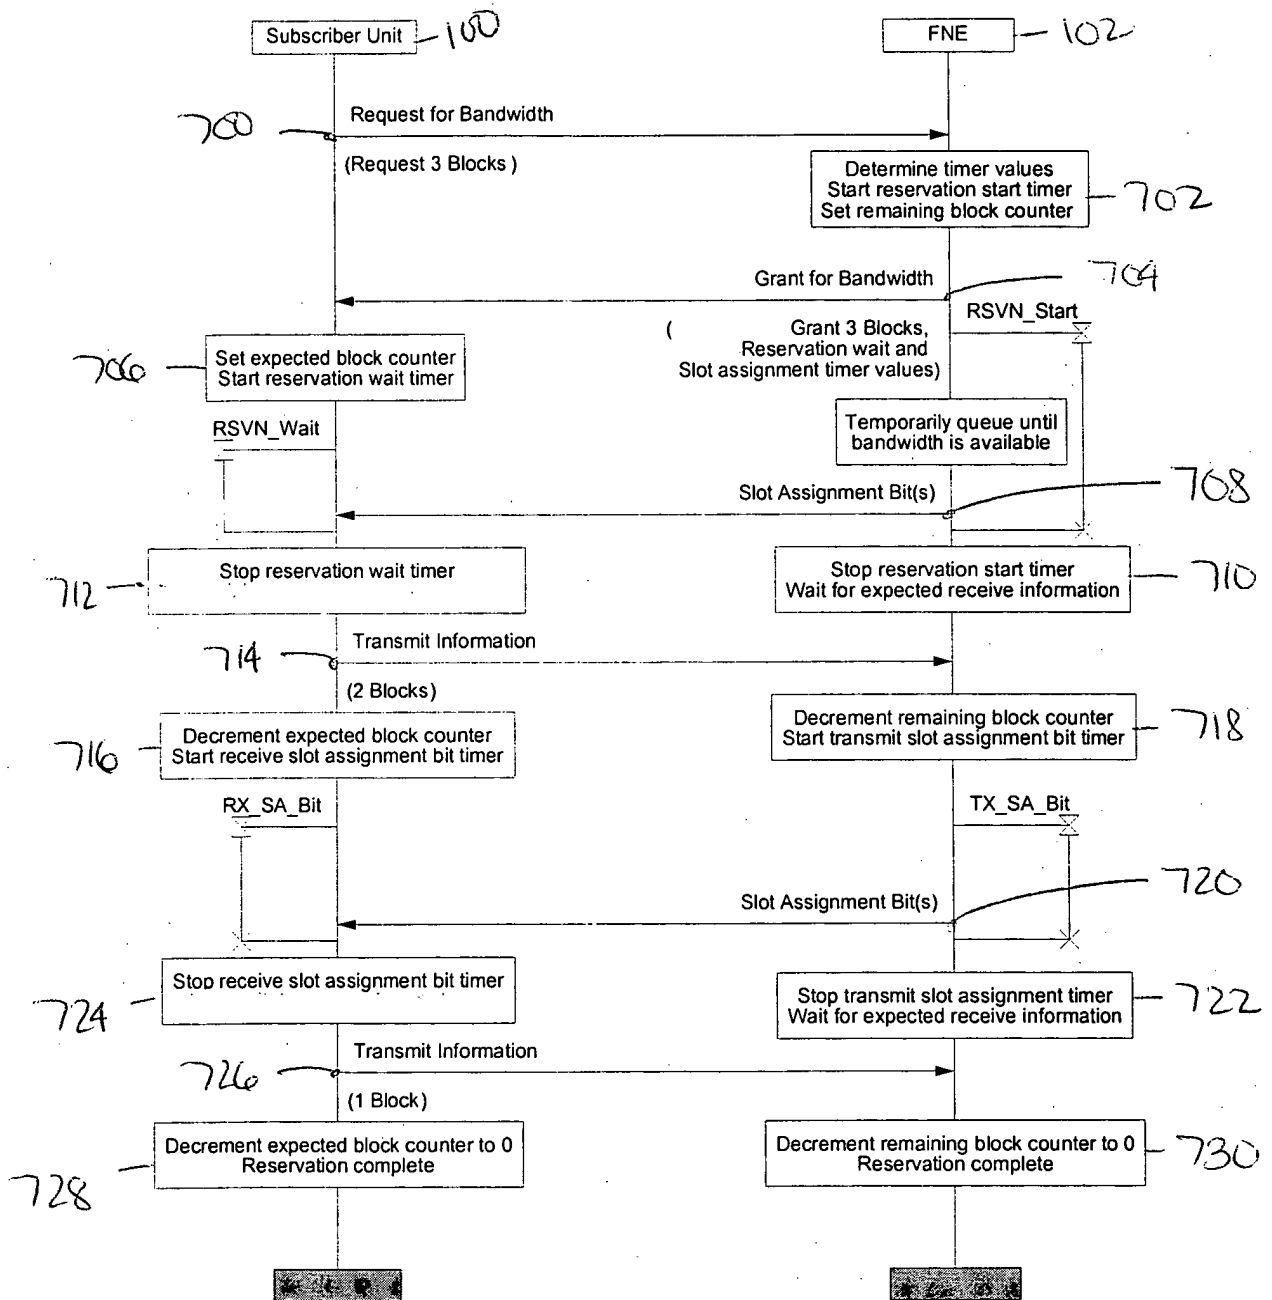 Subscriber Unit
100
FNE
102
700
Request for Bandwidth
(Request 3 Blocks )
Determine timer values
Start reservation start timer
Set remaining block counter
702
Grant for Bandwidth
704
RSVN_Start
(
Grant 3 Blocks,
Reservation wait and
Slot assignment timer values)
706
Set expected block counter
Start reservation wait timer
Temporarily queue until
bandwidth is available
RSVN_Wait
Slot Assignment Bit(s)
708
712
Stop reservation wait timer
Stop reservation start timer
Wait for expected receive information
710
714
Transmit Information
(2 Blocks)
716
Decrement expected block counter
Start receive slot assignment bit timer
Decrement remaining block counter
Start transmit slot assignment bit timer
718
RX_SA_Bit
TX_SA_Bit
Slot Assignment Bit(s)
720
724
Stop receive slot assignment bit timer
Stop transmit slot assignment timer
Wait for expected receive information
722
726
Transmit Information
(1 Block)
728
Decrement expected block counter to 0
Reservation complete
Decrement remaining block counter to 0
Reservation complete
730